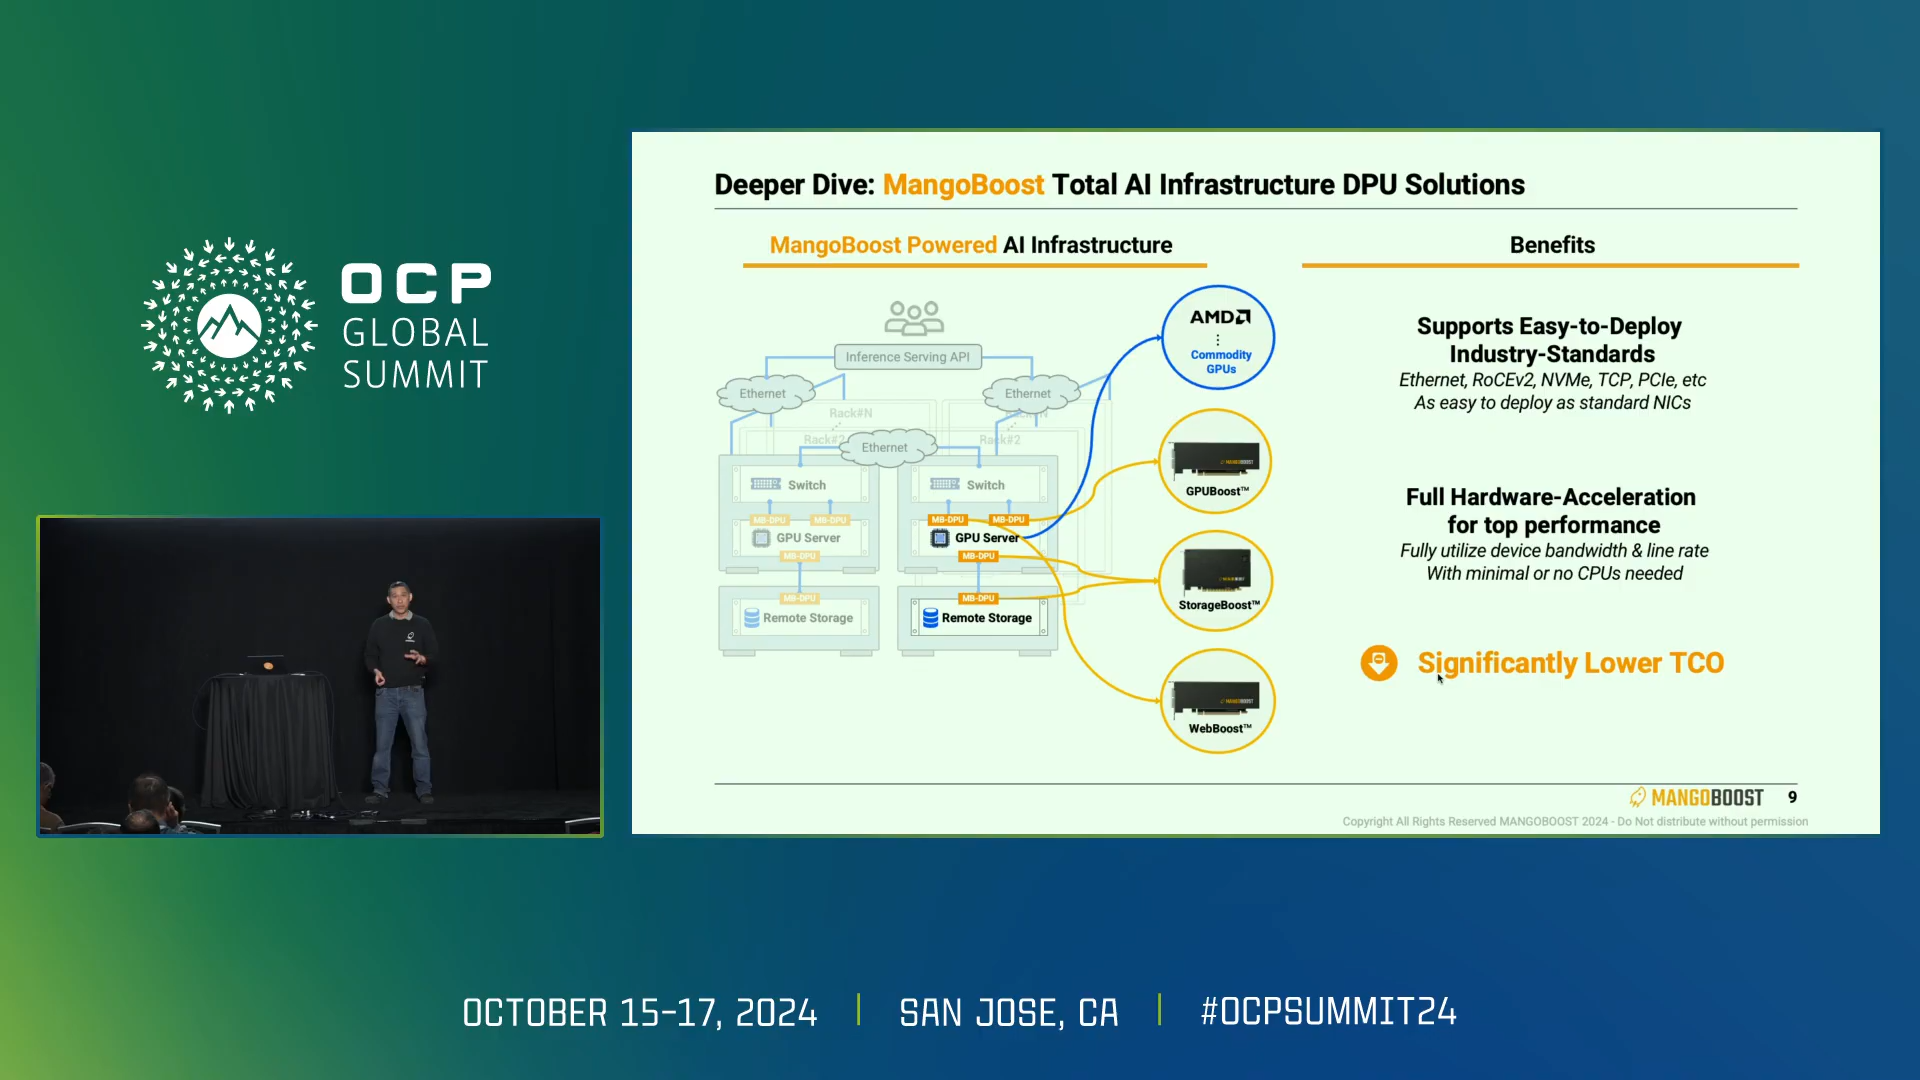 OCP
GLOBAL
SUMMIT
Deeper Dive: MangoBoost Total AI Infrastructure DPU Solutions
MangoBoost Powered AI Infrastructure
Inference Serving API
Ethernet
Ethernet
Rack#N
Rack#2
Ethernet
Rack#2
Switch
Switch
MB-DPU
MB-DPU
MB-DPU
MB-DPU
GPU Server
GPU Server
MB-DPU
MB-DPU
MB-DPU
MB-DPU
Remote Storage
Remote Storage
AMD
Commodity
GPUs
MANGOBOOST
GPUBoost™
StorageBoost™
MANGOBOOST
WebBoost™
Benefits
Supports Easy-to-Deploy
Industry-Standards
Ethernet, RoCEv2, NVMe, TCP, PCIe, etc
As easy to deploy as standard NICs
Full Hardware-Acceleration
for top performance
Fully utilize device bandwidth & line rate
With minimal or no CPUs needed
Significantly Lower TCO
MANGOBOOST 9
Copyright All Rights Reserved MANGOBOOST 2024 - Do Not distribute without permission
OCTOBER 15-17, 2024 | SAN JOSE, CA | #OCPSUMMIT24